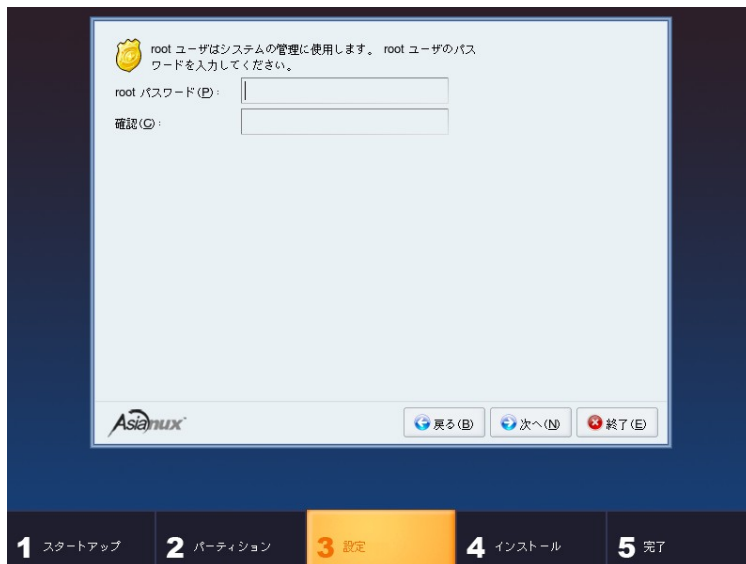 root ユーザはシステムの管理に使用します。 root ユーザのパス
ワードを入力してください。
root パスワード(P):
確認(C):
Asianux
戻る(B) 次へ(N) 終了(E)
1 スタートアップ 2 パーティション 3 設定 4 インストール 5 完了